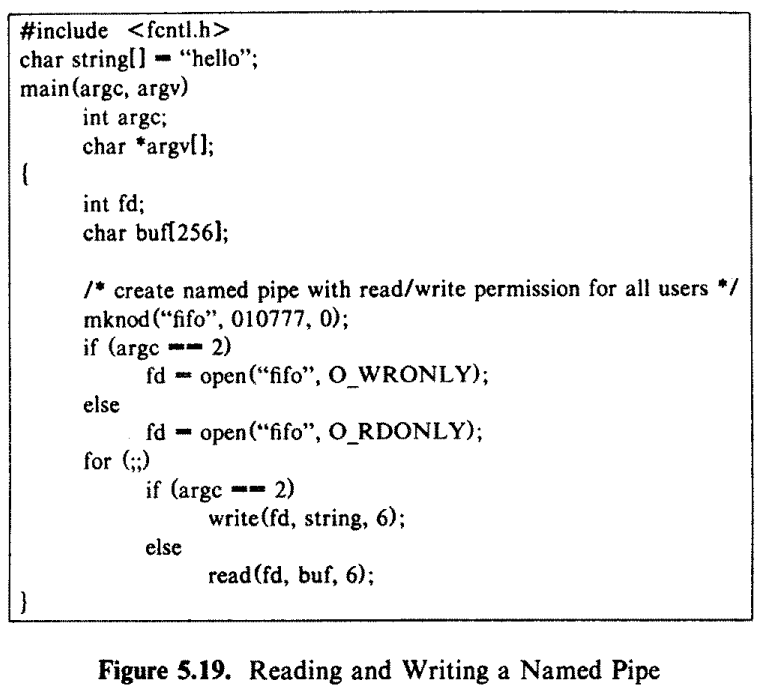 #include <fcntl.h>
char string[] = “hello”;
main(argc, argv)
int argc;
char *argv[];
{
int fd;
char buf[256];
/* create named pipe with read/write permission for all users */
mknod(“fifo”, 010777, 0);
if (argc == 2)
fd = open(“fifo”, O_WRONLY);
else
fd = open(“fifo”, O_RDONLY);
for (;;)
if (argc == 2)
write(fd, string, 6);
else
read(fd, buf, 6);
}
Figure 5.19. Reading and Writing a Named Pipe